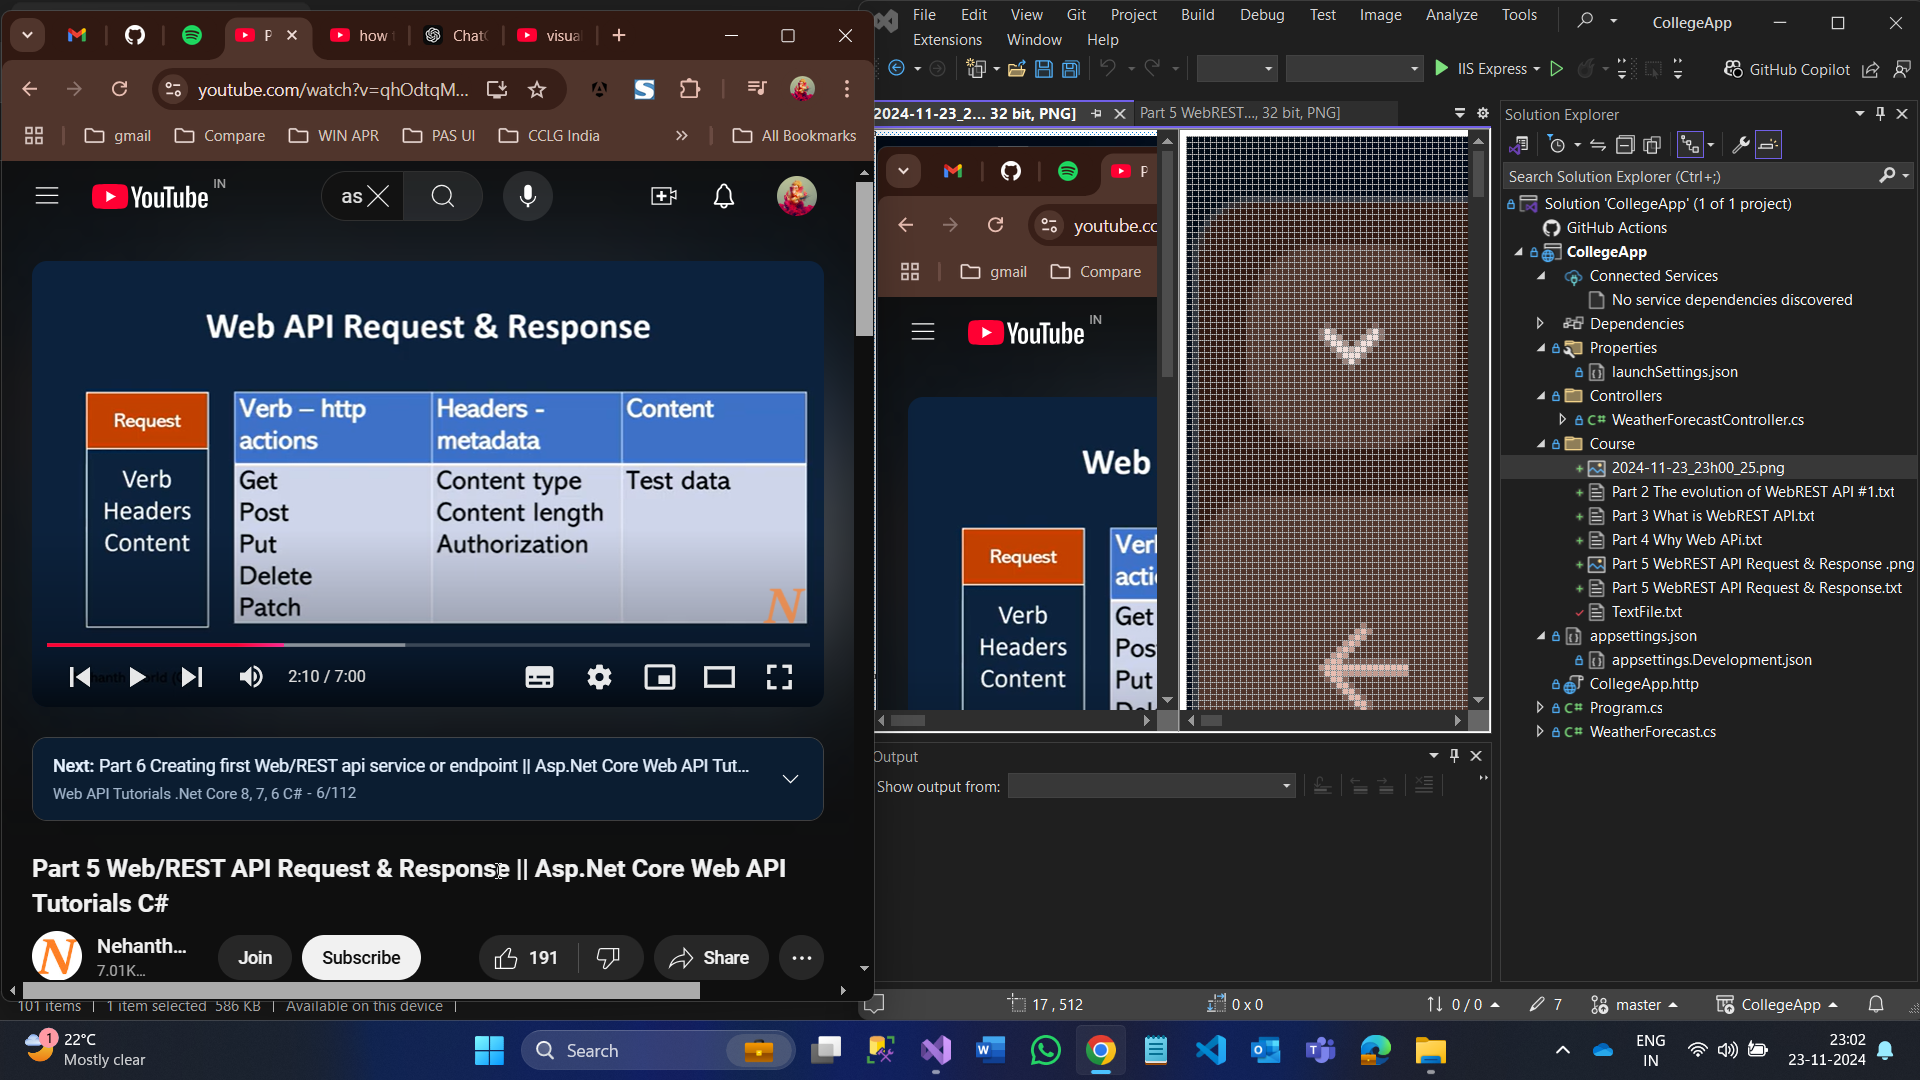 P
how
Chat
visua
youtube.com/watch?v=qhOdtqM...
gmail
Compare
WIN APR
PAS UI
CCLG India
All Bookmarks
YouTube
IN
as
Web API Request & Response
Request
Verb – http
actions
Headers -
metadata
Content
Verb
Headers
Content
Get
Post
Put
Delete
Patch
Content type
Content length
Authorization
Test data
N
2:10 / 7:00
Next: Part 6 Creating first Web/REST api service or endpoint || Asp.Net Core Web API Tut...
Web API Tutorials .Net Core 8, 7, 6 C# - 6/112
Part 5 Web/REST API Request & Response || Asp.Net Core Web API
Tutorials C#
N
Nehanth...
7.01K...
Join
Subscribe
191
Share
101 items
1 item selected 586 KB
Available on this device
File
Edit
View
Git
Project
Build
Debug
Test
Image
Analyze
Tools
Extensions
Window
Help
CollegeApp
IIS Express
GitHub Copilot
2024-11-23_2... 32 bit, PNG]
Part 5 WebREST..., 32 bit, PNG]
P
youtube.co
gmail
Compare
YouTube
IN
Web
Request
Verb
Headers
Content
Get
Put
Output
Show output from:
Solution Explorer
Search Solution Explorer (Ctrl+;)
Solution 'CollegeApp' (1 of 1 project)
GitHub Actions
CollegeApp
Connected Services
No service dependencies discovered
Dependencies
Properties
launchSettings.json
Controllers
C# WeatherForecastController.cs
Course
2024-11-23_23h00_25.png
Part 2 The evolution of WebREST API #1.txt
Part 3 What is WebREST API.txt
Part 4 Why Web APi.txt
Part 5 WebREST API Request & Response .png
Part 5 WebREST API Request & Response.txt
TextFile.txt
appsettings.json
appsettings.Development.json
CollegeApp.http
C# Program.cs
C# WeatherForecast.cs
17 , 512
0 x 0
0 / 0
7
master
CollegeApp
1
22°C
Mostly clear
Search
ENG
IN
23:02
23-11-2024